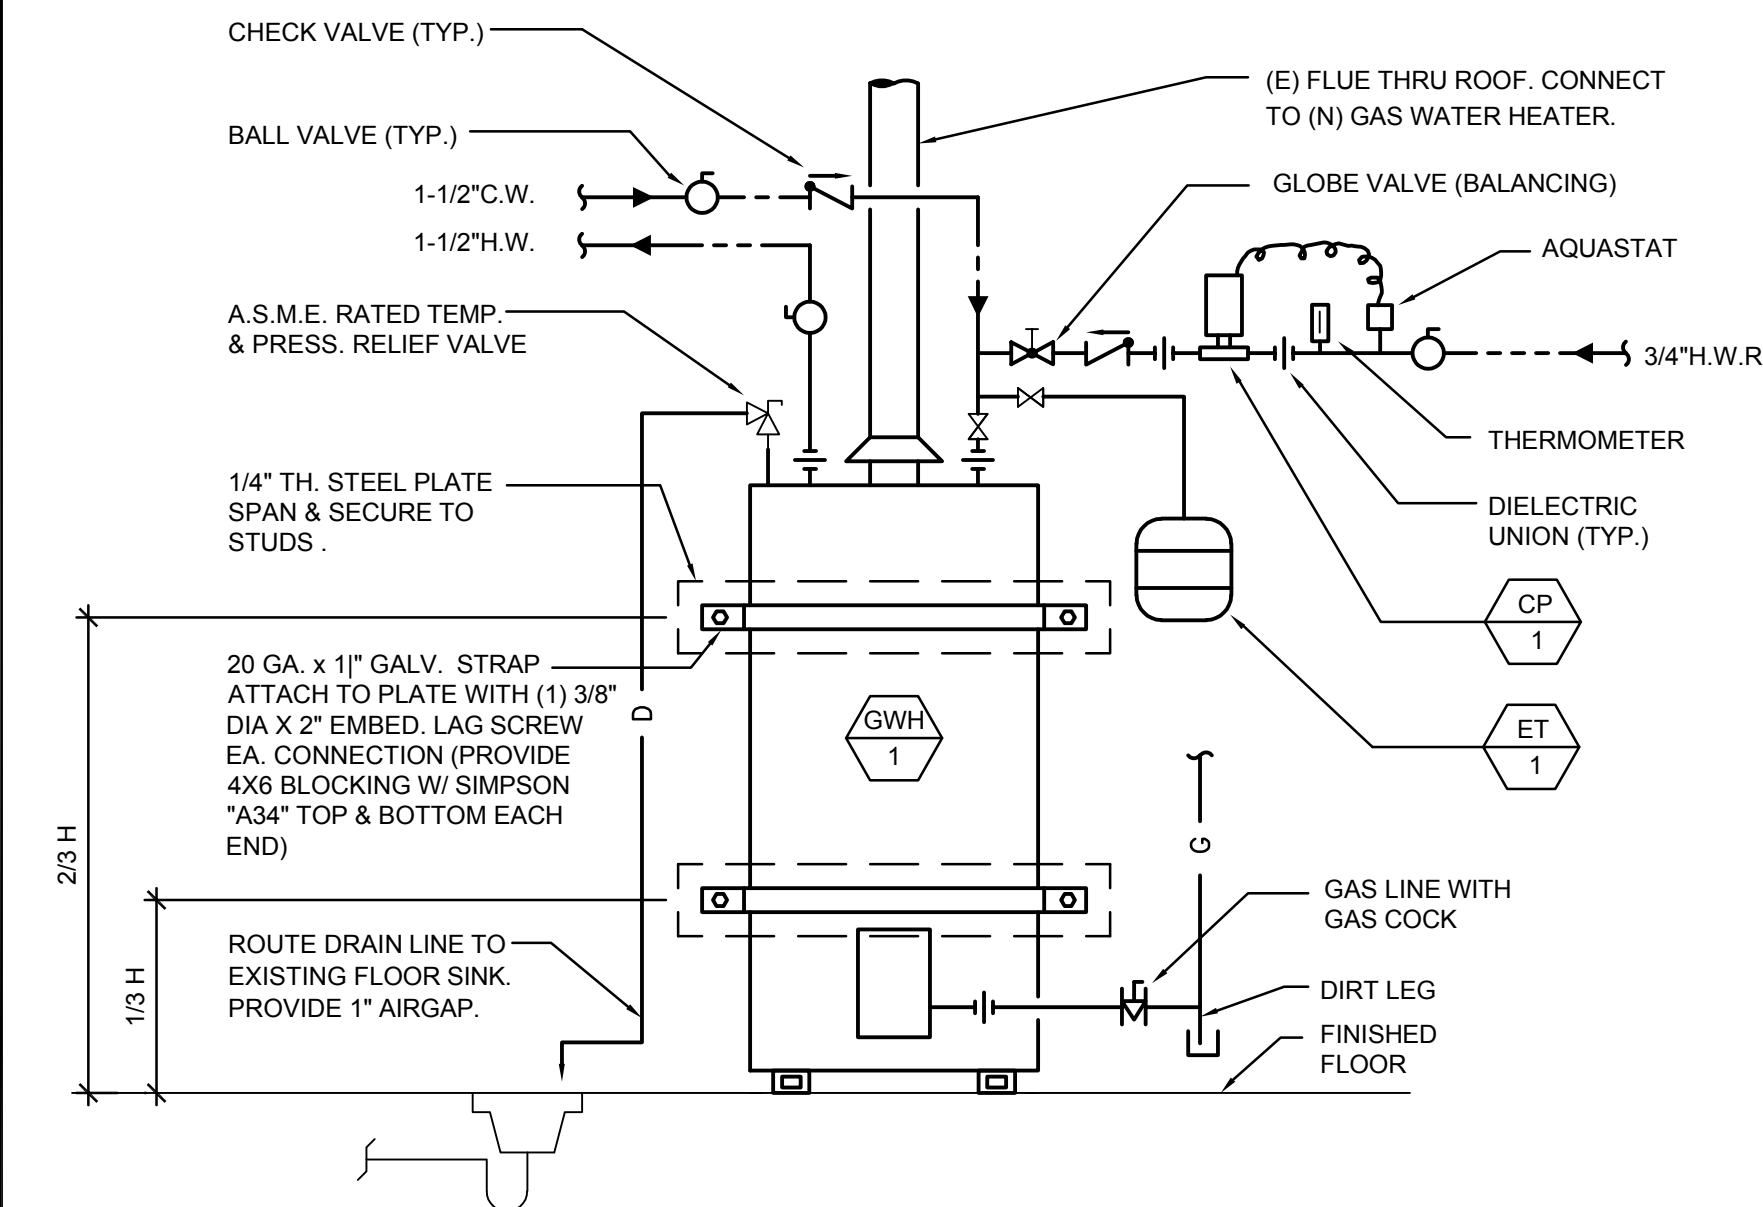 CHECK VALVE (TYP.)
(E) FLUE THRU ROOF. CONNECT
TO (N) GAS WATER HEATER.
BALL VALVE (TYP.)
1-1/2"C.W.
GLOBE VALVE (BALANCING)
1-1/2"H.W.
AQUASTAT
A.S.M.E. RATED TEMP.
& PRESS. RELIEF VALVE
3/4"H.W.R
THERMOMETER
1/4" TH. STEEL PLATE
SPAN & SECURE TO
STUDS .
DIELECTRIC
UNION (TYP.)
CP
1
20 GA. x 1|" GALV. STRAP
ATTACH TO PLATE WITH (1) 3/8"
DIA X 2" EMBED. LAG SCREW
EA. CONNECTION (PROVIDE
4X6 BLOCKING W/ SIMPSON
"A34" TOP & BOTTOM EACH
END)
D
GWH
1
ET
1
2/3 H
G
GAS LINE WITH
GAS COCK
ROUTE DRAIN LINE TO
EXISTING FLOOR SINK.
PROVIDE 1" AIRGAP.
1/3 H
DIRT LEG
FINISHED
FLOOR